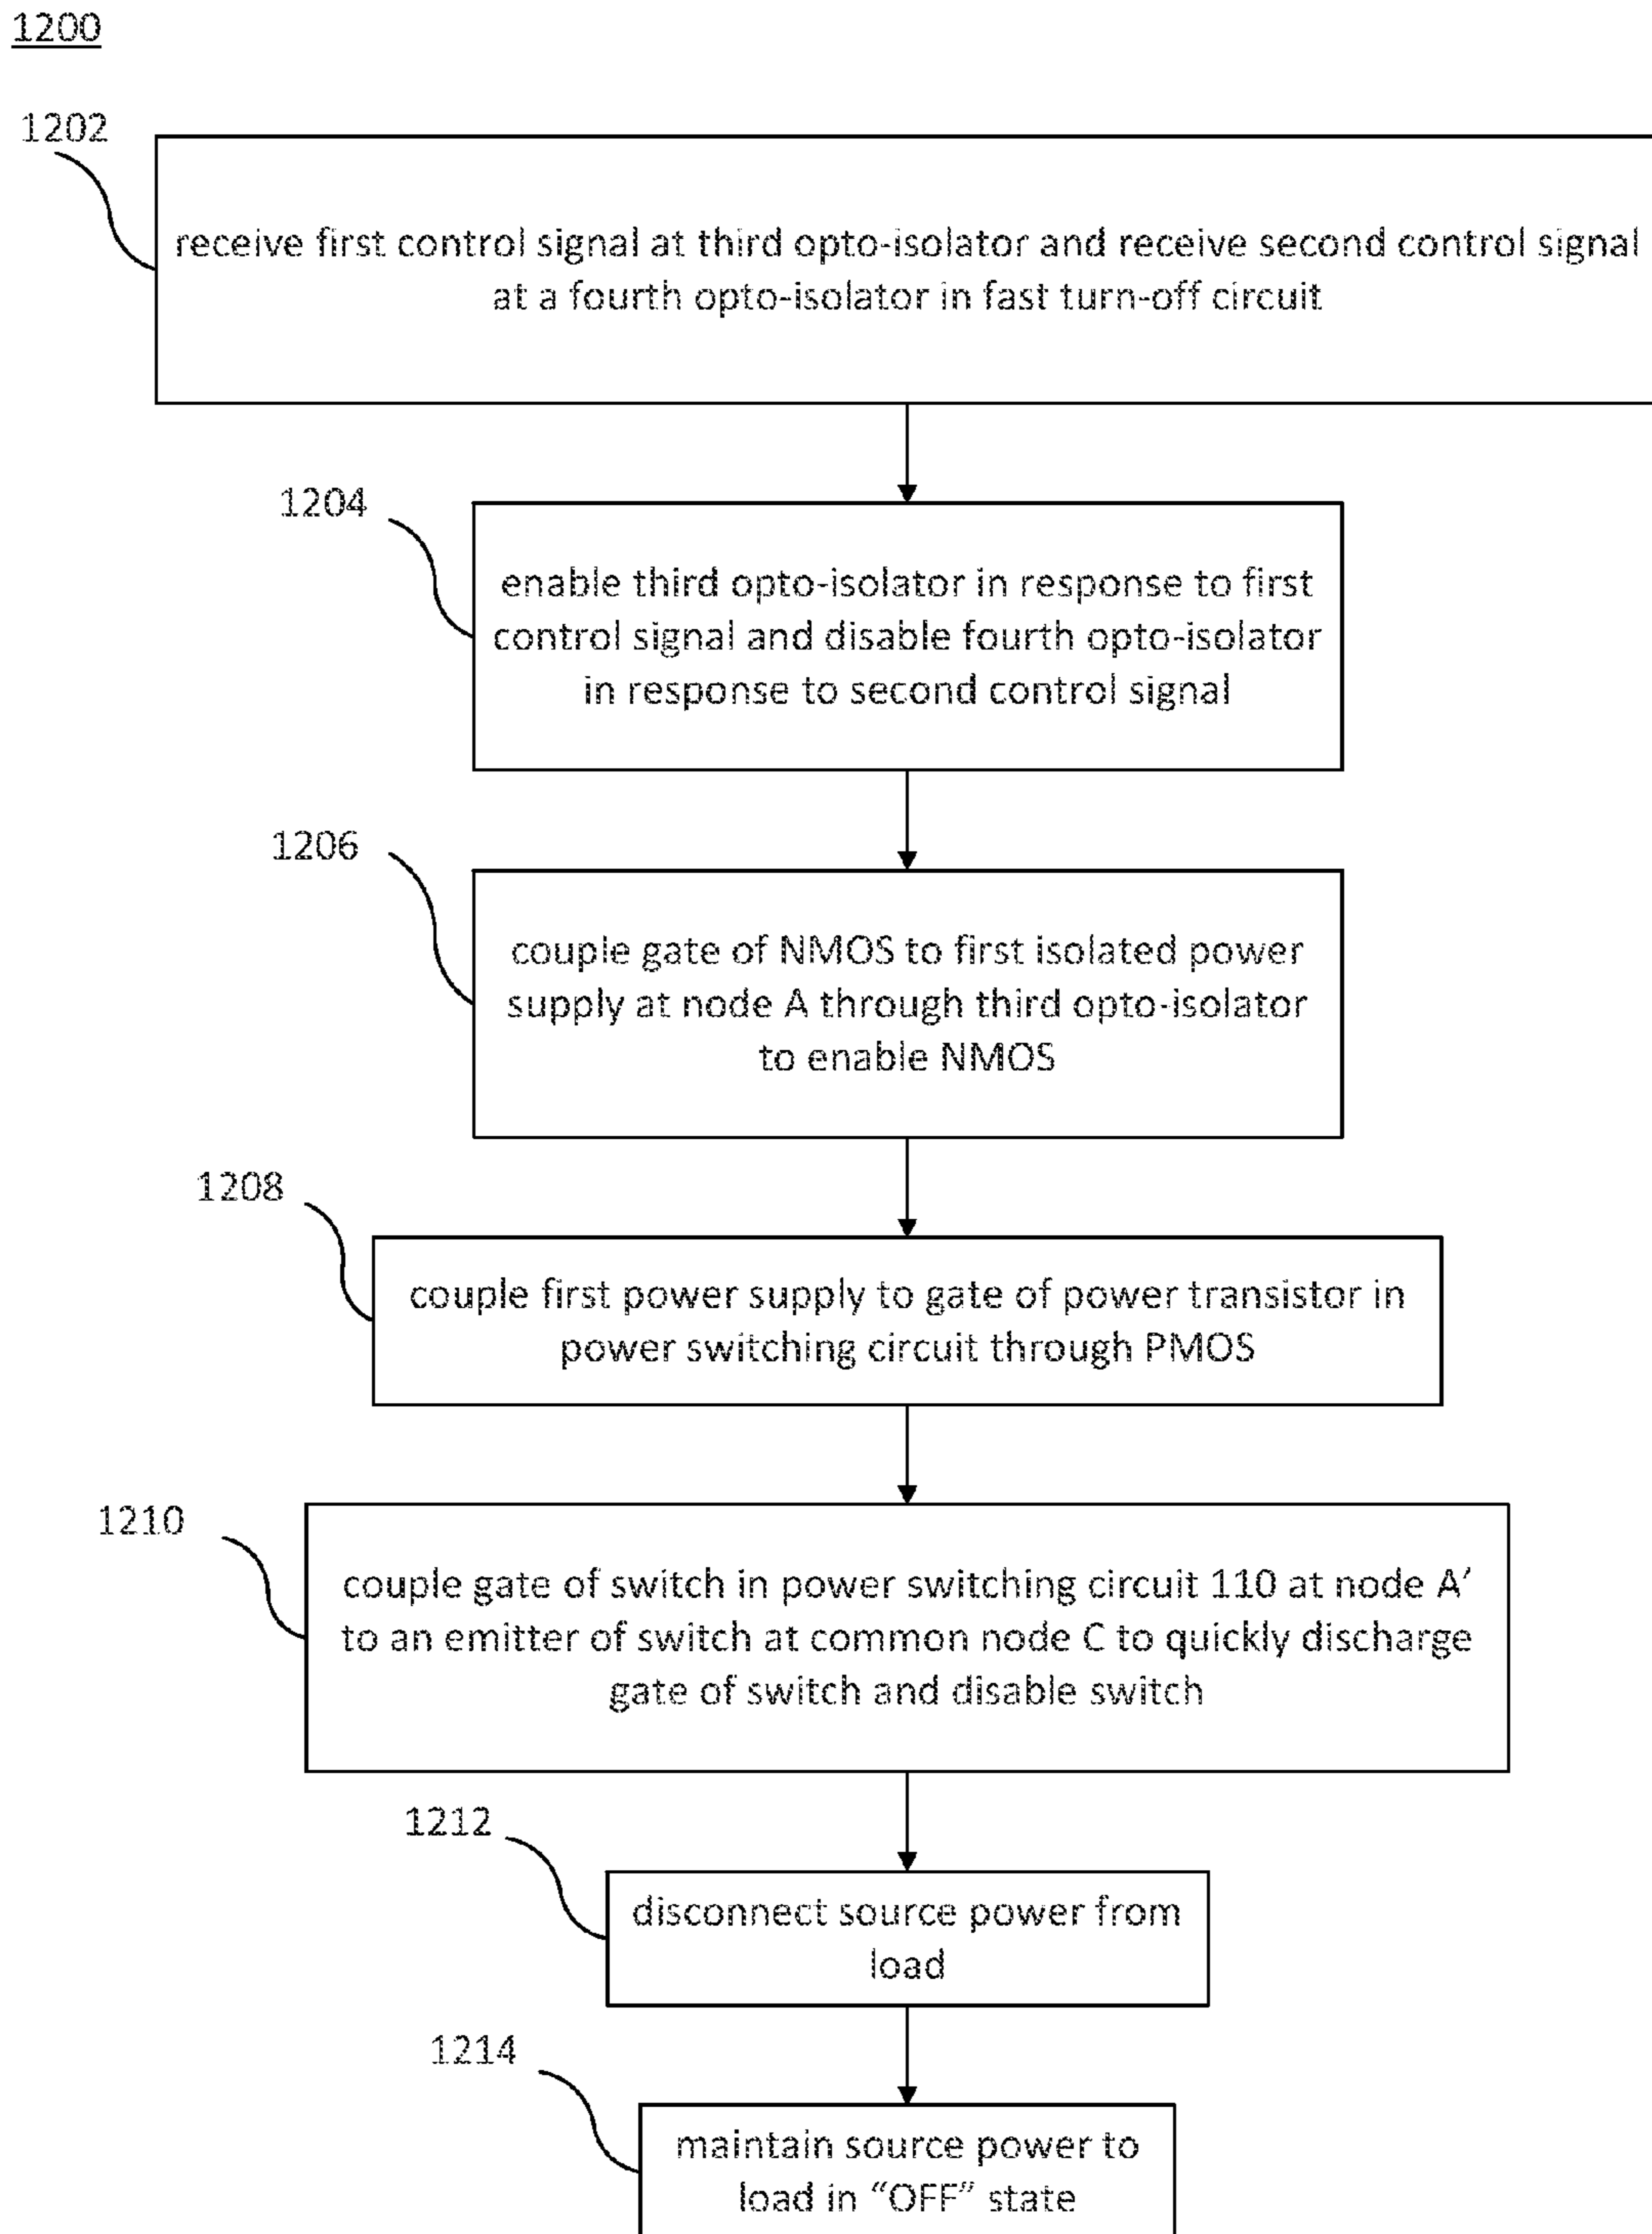 1200
1202
receive first control signal at third opto-isolator and receive second control signal
at a fourth opto-isolator in fast turn-off circuit
1204
enable third opto-isolator in response to first
control signal and disable fourth opto-isolator
in response to second control signal
1206
couple gate of NMOS to first isolated power
supply at node A through third opto-isolator
to enable NMOS
1208
couple first power supply to gate of power transistor in
power switching circuit through PMOS
1210
couple gate of switch in power switching circuit 110 at node A’
to an emitter of switch at common node C to quickly discharge
gate of switch and disable switch
1212
disconnect source power from
load
1214
maintain source power to
load in “OFF” state